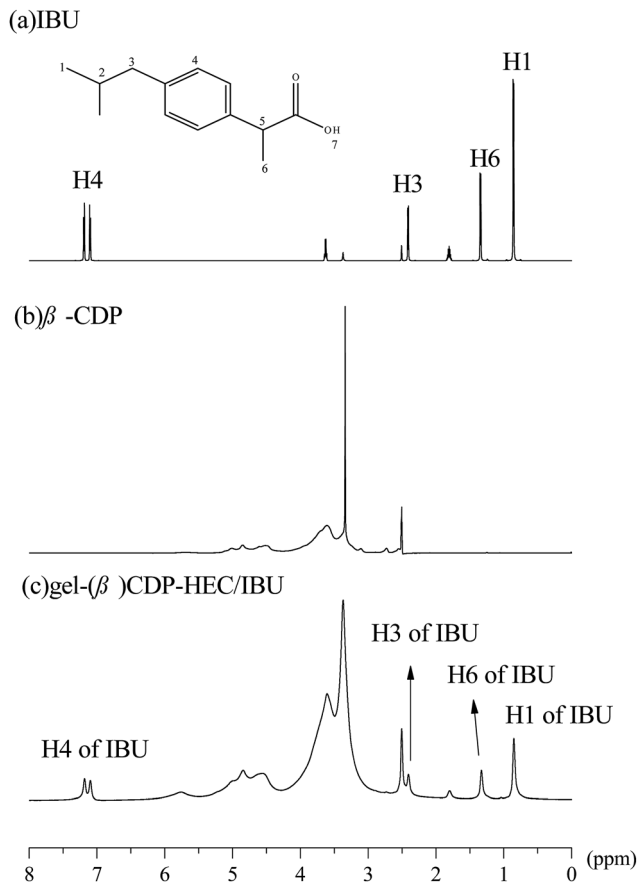 (a)IBU
1
2
3
4
5
6
O
OH
7
H4
H3
H6
H1
(b)β -CDP
(c)gel-(β )CDP-HEC/IBU
H3 of IBU
H6 of IBU
H1 of IBU
H4 of IBU
8 7 6 5 4 3 2 1 0 (ppm)